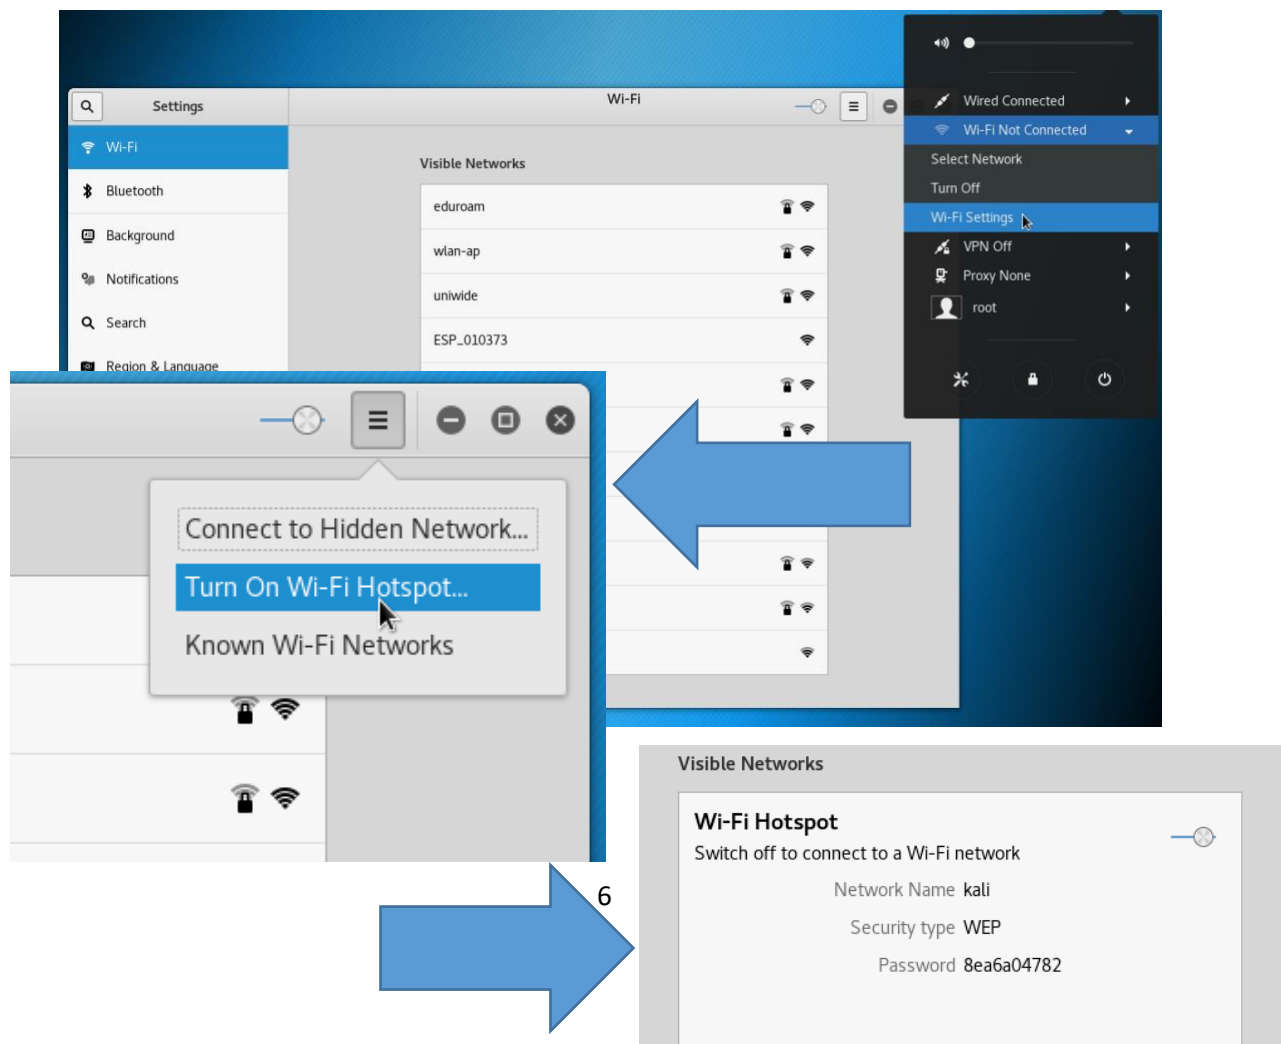 Settings
Wi-Fi
Wi-Fi
Bluetooth
Background
Notifications
Search
Region & Language
Visible Networks
eduroam
wlan-ap
uniwide
ESP_010373
Wired Connected
Wi-Fi Not Connected
Select Network
Turn Off
Wi-Fi Settings
VPN Off
Proxy None
root
Connect to Hidden Network...
Turn On Wi-Fi Hotspot...
Known Wi-Fi Networks
6
Visible Networks
Wi-Fi Hotspot
Switch off to connect to a Wi-Fi network
Network Name kali
Security type WEP
Password 8ea6a04782